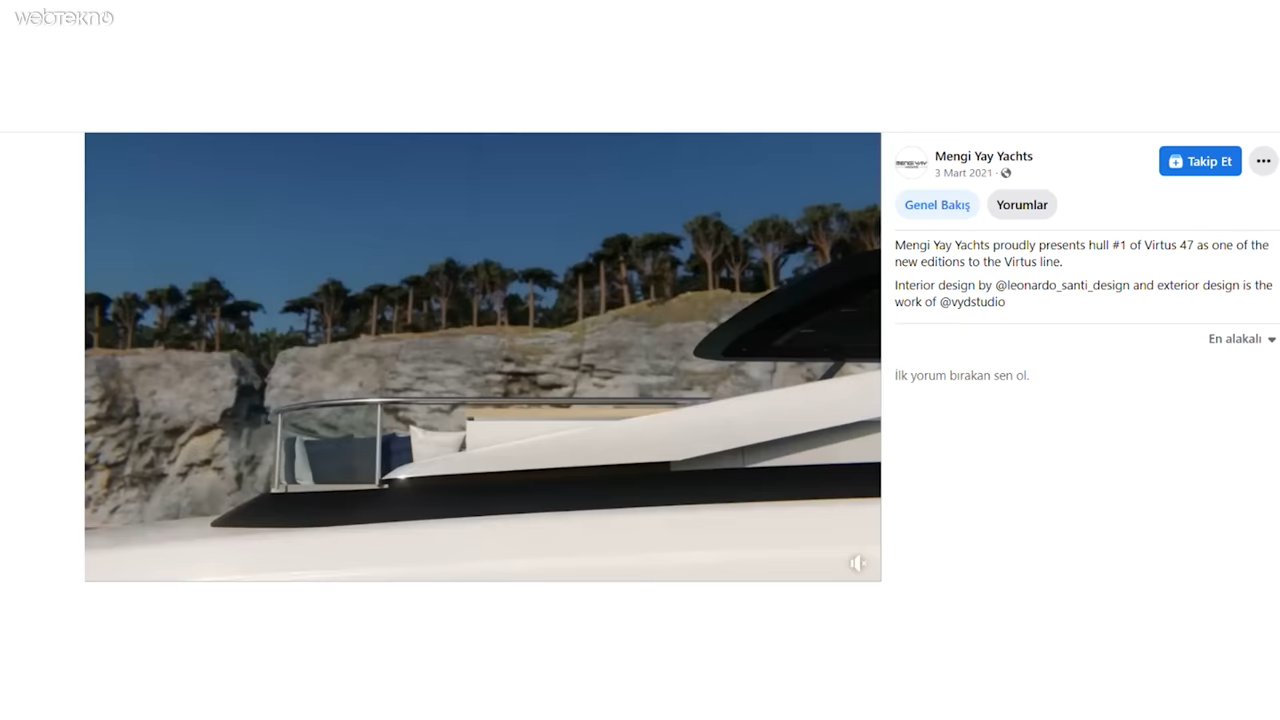 webtekno
Mengi Yay Yachts
3 Mart 2021 ·
Takip Et
Genel Bakış
Yorumlar
Mengi Yay Yachts proudly presents hull #1 of Virtus 47 as one of the
new editions to the Virtus line.
Interior design by @leonardo_santi_design and exterior design is the
work of @vydstudio
En alakalı
İlk yorum bırakan sen ol.